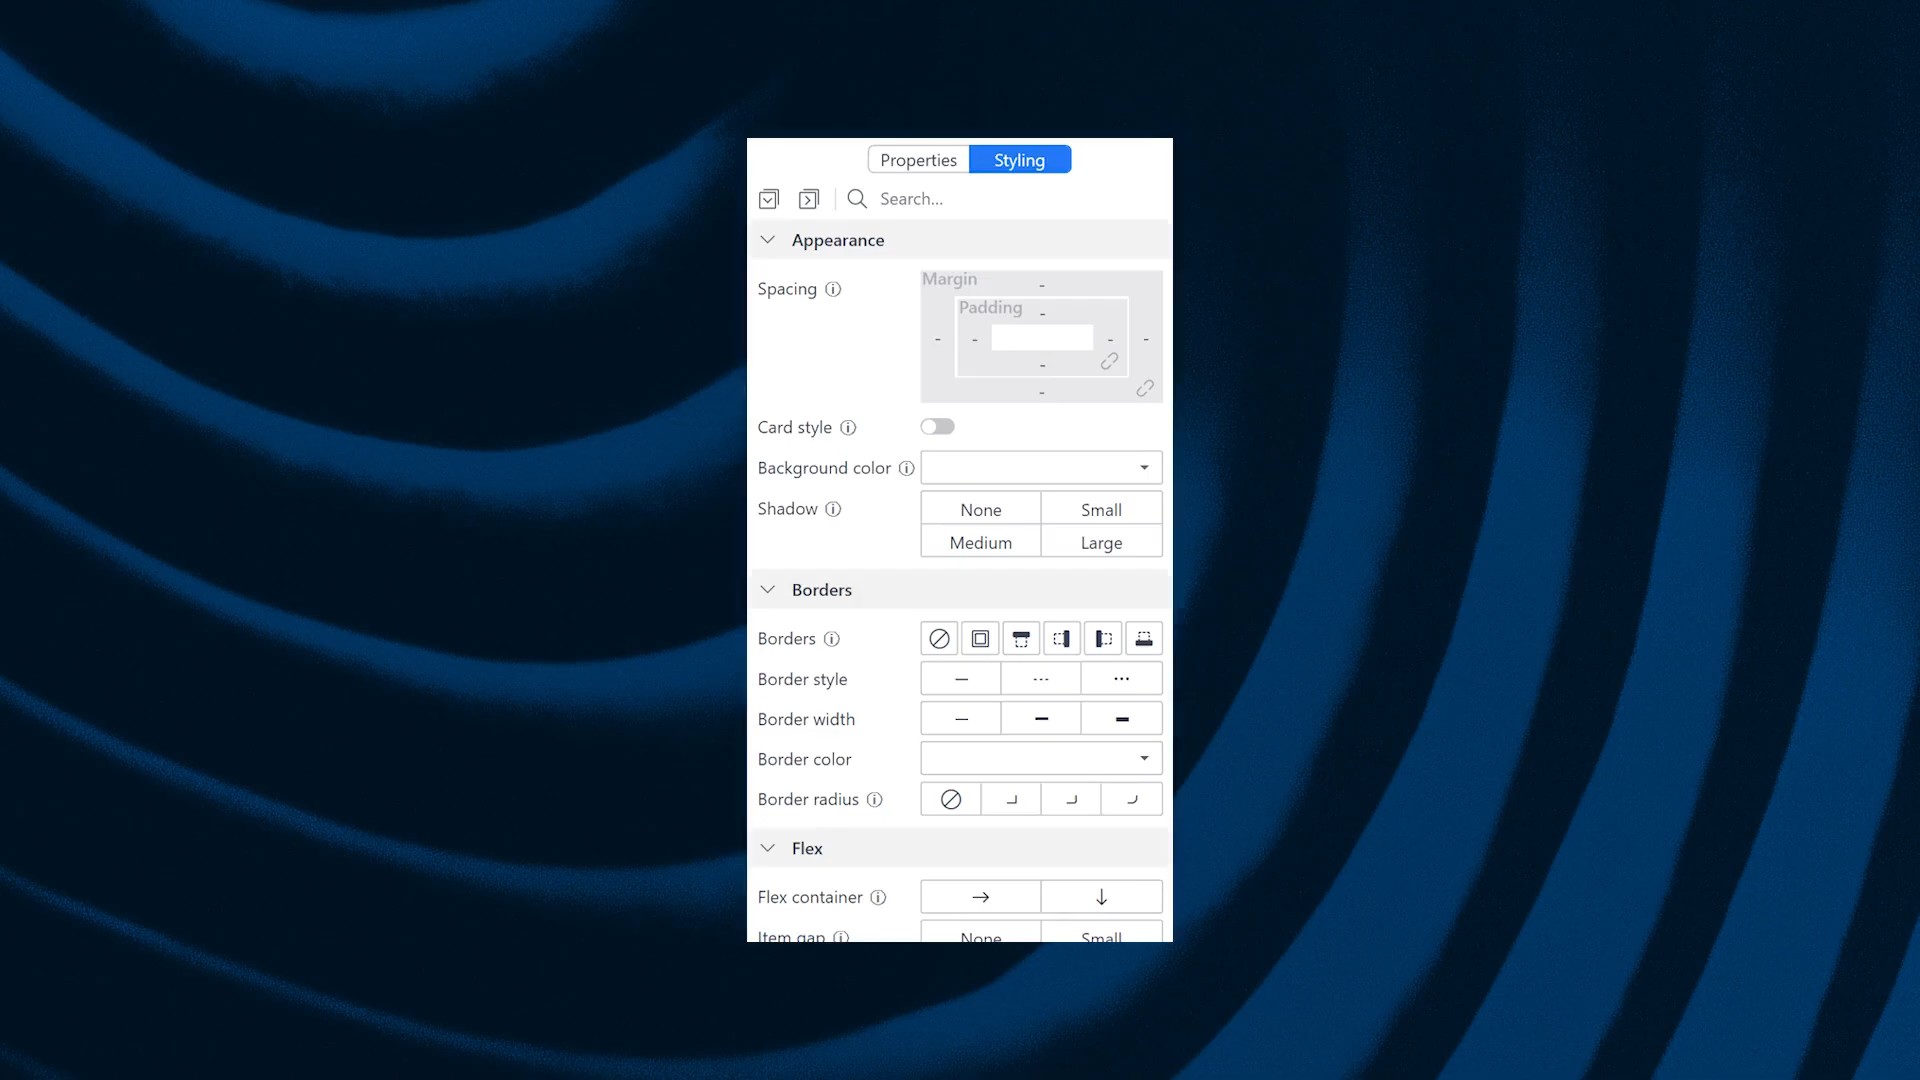 Properties Styling
Search...
Appearance
Spacing
Margin
Padding
Card style
Background color
Shadow
None Small
Medium Large
Borders
Borders
Border style
Border width
Border color
Border radius
Flex
Flex container
Item gap None Small